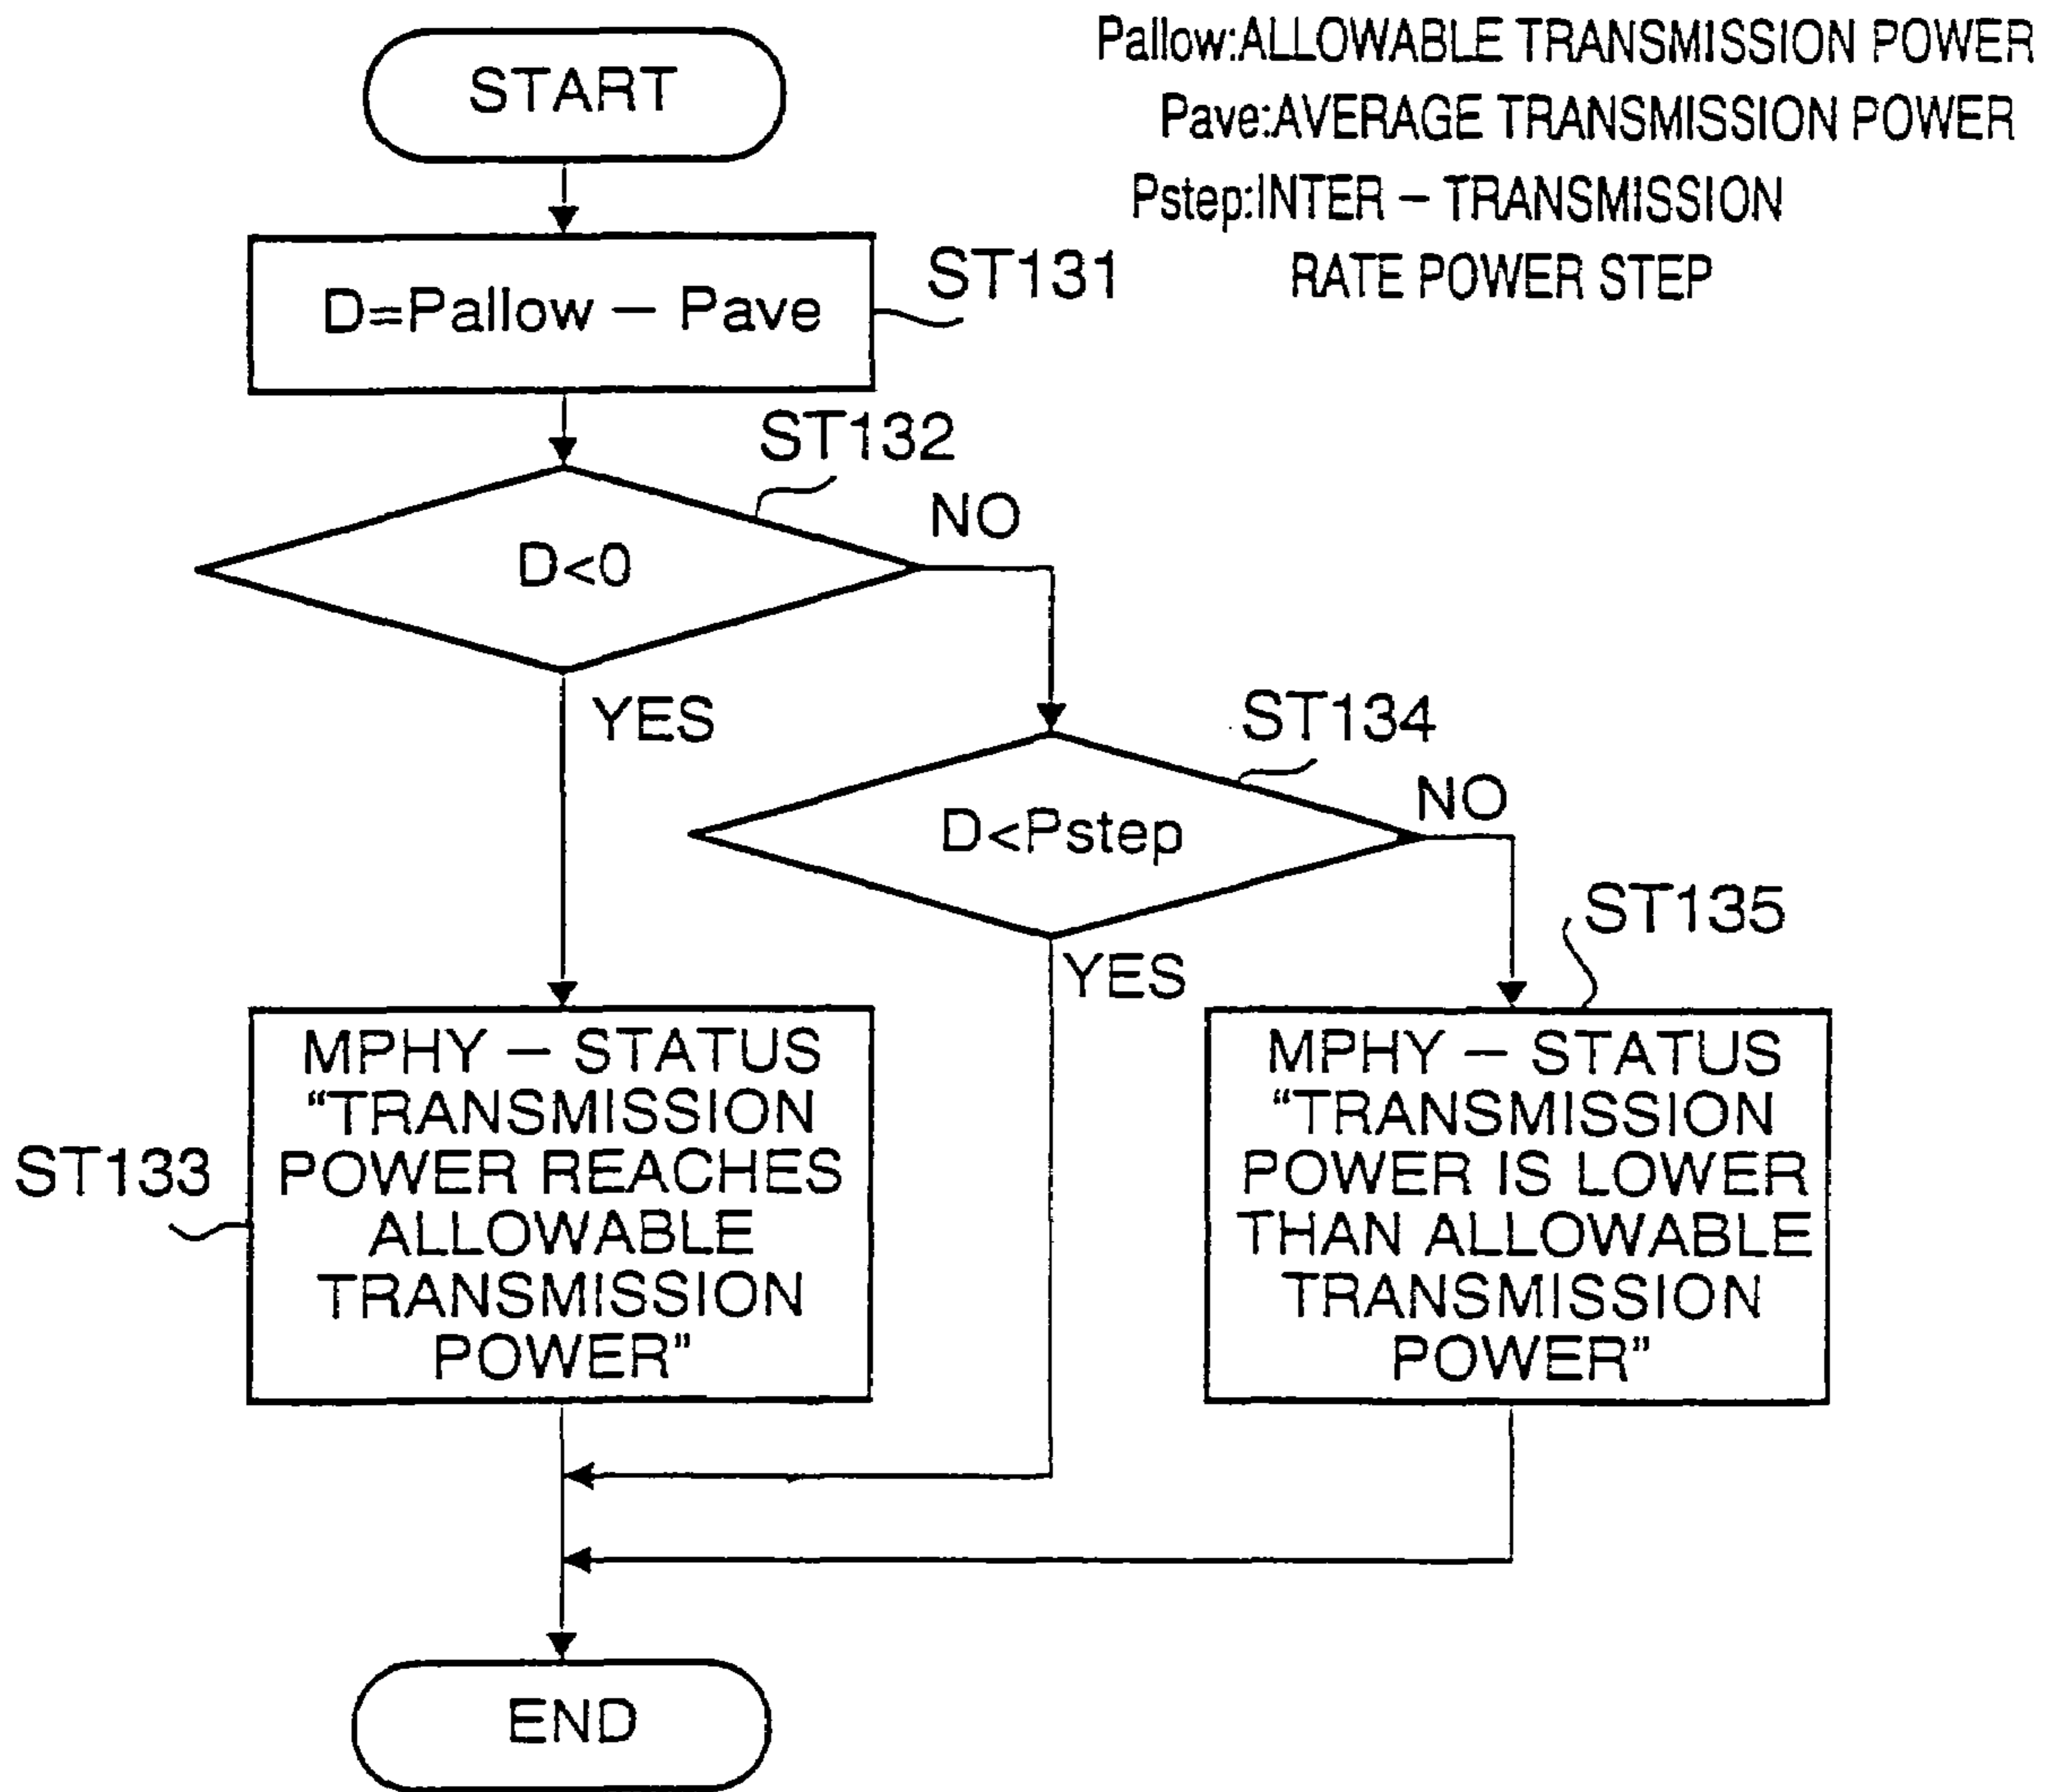 Pallow:ALLOWABLE TRANSMISSION POWER
Pave:AVERAGE TRANSMISSION POWER
Pstep:INTER – TRANSMISSION
RATE POWER STEP
START
D=Pallow – Pave
ST131
ST132
D<0
NO
YES
ST134
D<Pstep
NO
YES
ST135
ST133
MPHY – STATUS
“TRANSMISSION
POWER REACHES
ALLOWABLE
TRANSMISSION
POWER”
MPHY – STATUS
“TRANSMISSION
POWER IS LOWER
THAN ALLOWABLE
TRANSMISSION
POWER”
END